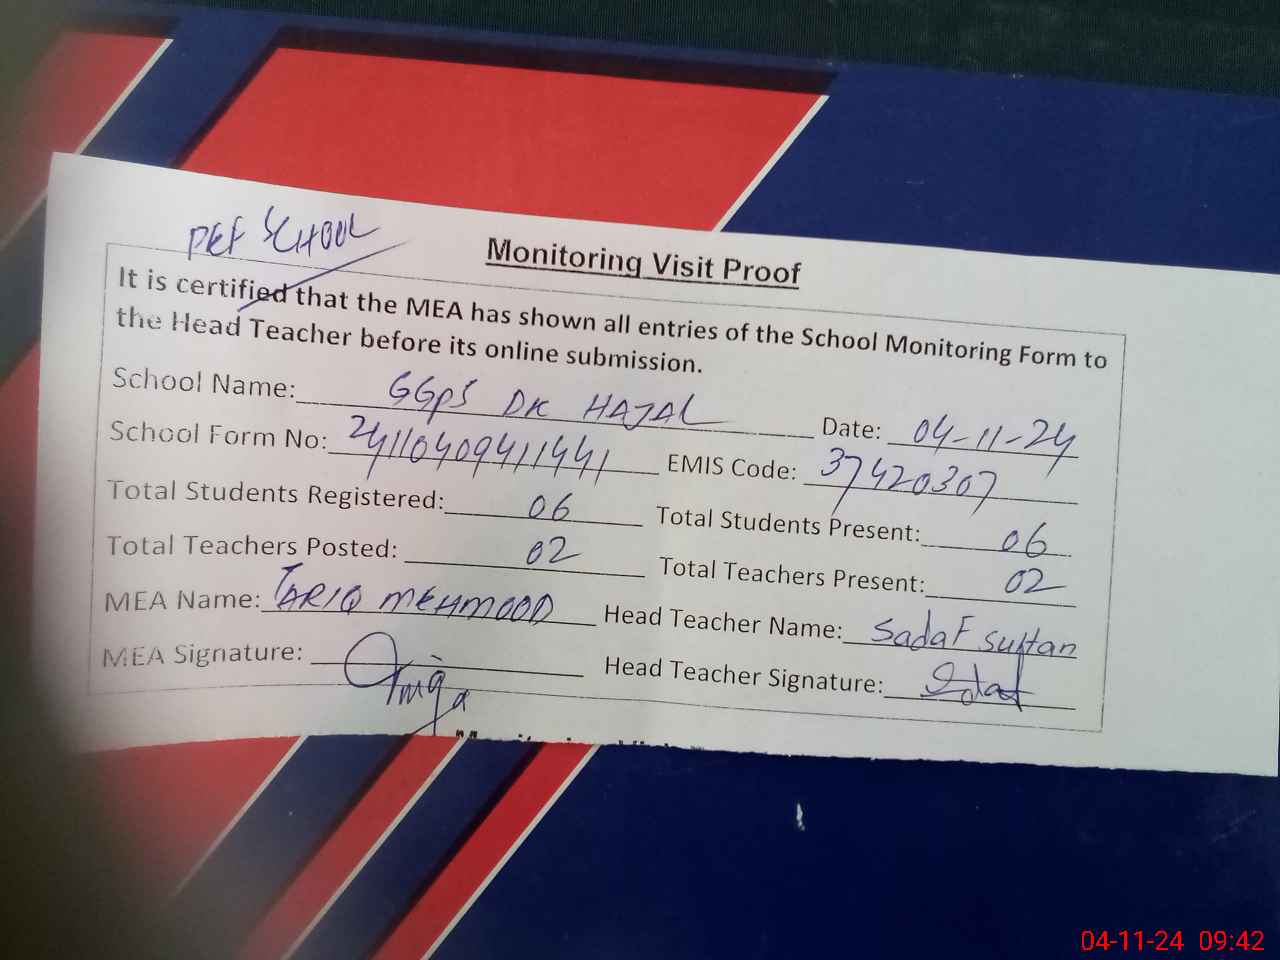 PEF SCHOOL
Monitoring Visit Proof
It is certified that the MEA has shown all entries of the School Monitoring Form to
the Head Teacher before its online submission.
School Name: GGPS DK HAJAL Date: 04-11-24
School Form No: 2411040941441 EMIS Code: 37420307
Total Students Registered: 06 Total Students Present: 06
Total Teachers Posted: 02 Total Teachers Present: 02
MEA Name: TARIQ MEHMOOD Head Teacher Name: Sadaf sultan
MEA Signature: Head Teacher Signature:
04-11-24 09:42